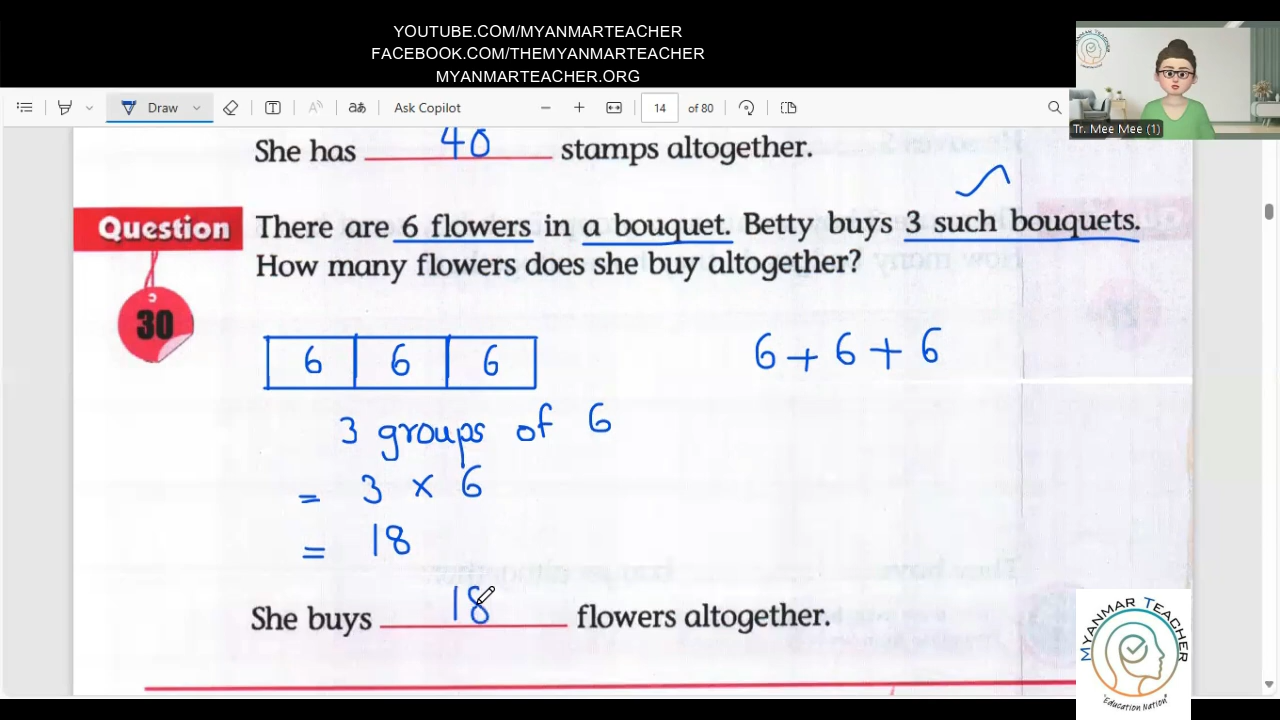 YOUTUBE.COM/MYANMARTEACHER
FACEBOOK.COM/THEMYANMARTEACHER
MYANMARTEACHER.ORG
MYANMAR TEACHER
Tr. Mee Mee (1)
Draw Ask Copilot 14 of 80
She has 40 stamps altogether.
Question There are 6 flowers in a bouquet. Betty buys 3 such bouquets.
How many flowers does she buy altogether?
30
6 6 6 6 + 6 + 6
3 groups of 6
= 3 × 6
= 18
She buys 18 flowers altogether.
MYANMAR TEACHER
"Education Nation"